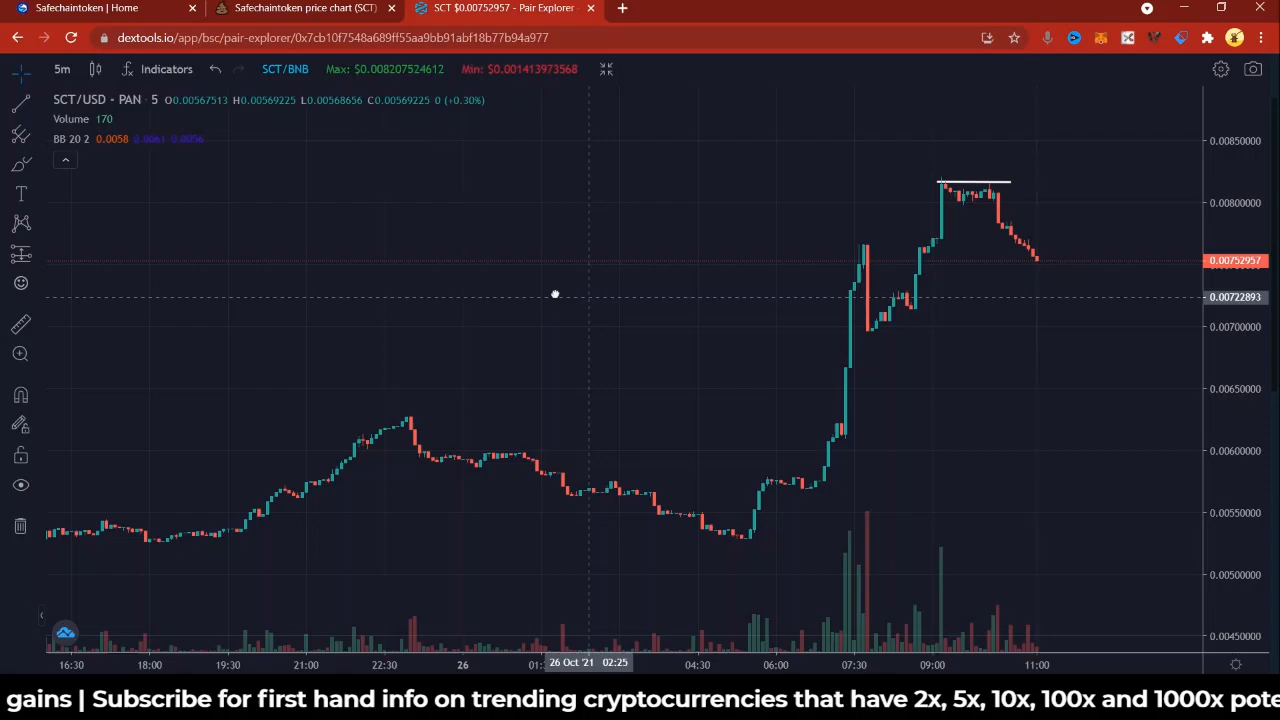 Safechaintoken | Home
Safechaintoken price chart (SCT)
SCT $0.00752957 - Pair Explorer -
dextools.io/app/bsc/pair-explorer/0x7cb10f7548a689ff55aa9bb91abf18b77b94a977
5m Indicators SCT/BNB Max: $0.008207524612 Min: $0.001413973568
SCT/USD - PAN - 5 O0.00567513 H0.00569225 L0.00568656 C0.00569225 0 (+0.30%)
Volume 170
BB 20 2 0.0058 0.0061 0.0056
0.00850000
0.00800000
0.00752957
0.00722893
0.00700000
0.00650000
0.00600000
0.00550000
0.00500000
0.00450000
16:30 18:00 19:30 21:00 22:30 26 26 Oct '21 02:25 04:30 06:00 07:30 09:00 11:00
gains | Subscribe for first hand info on trending cryptocurrencies that have 2x, 5x, 10x, 100x and 1000x pote